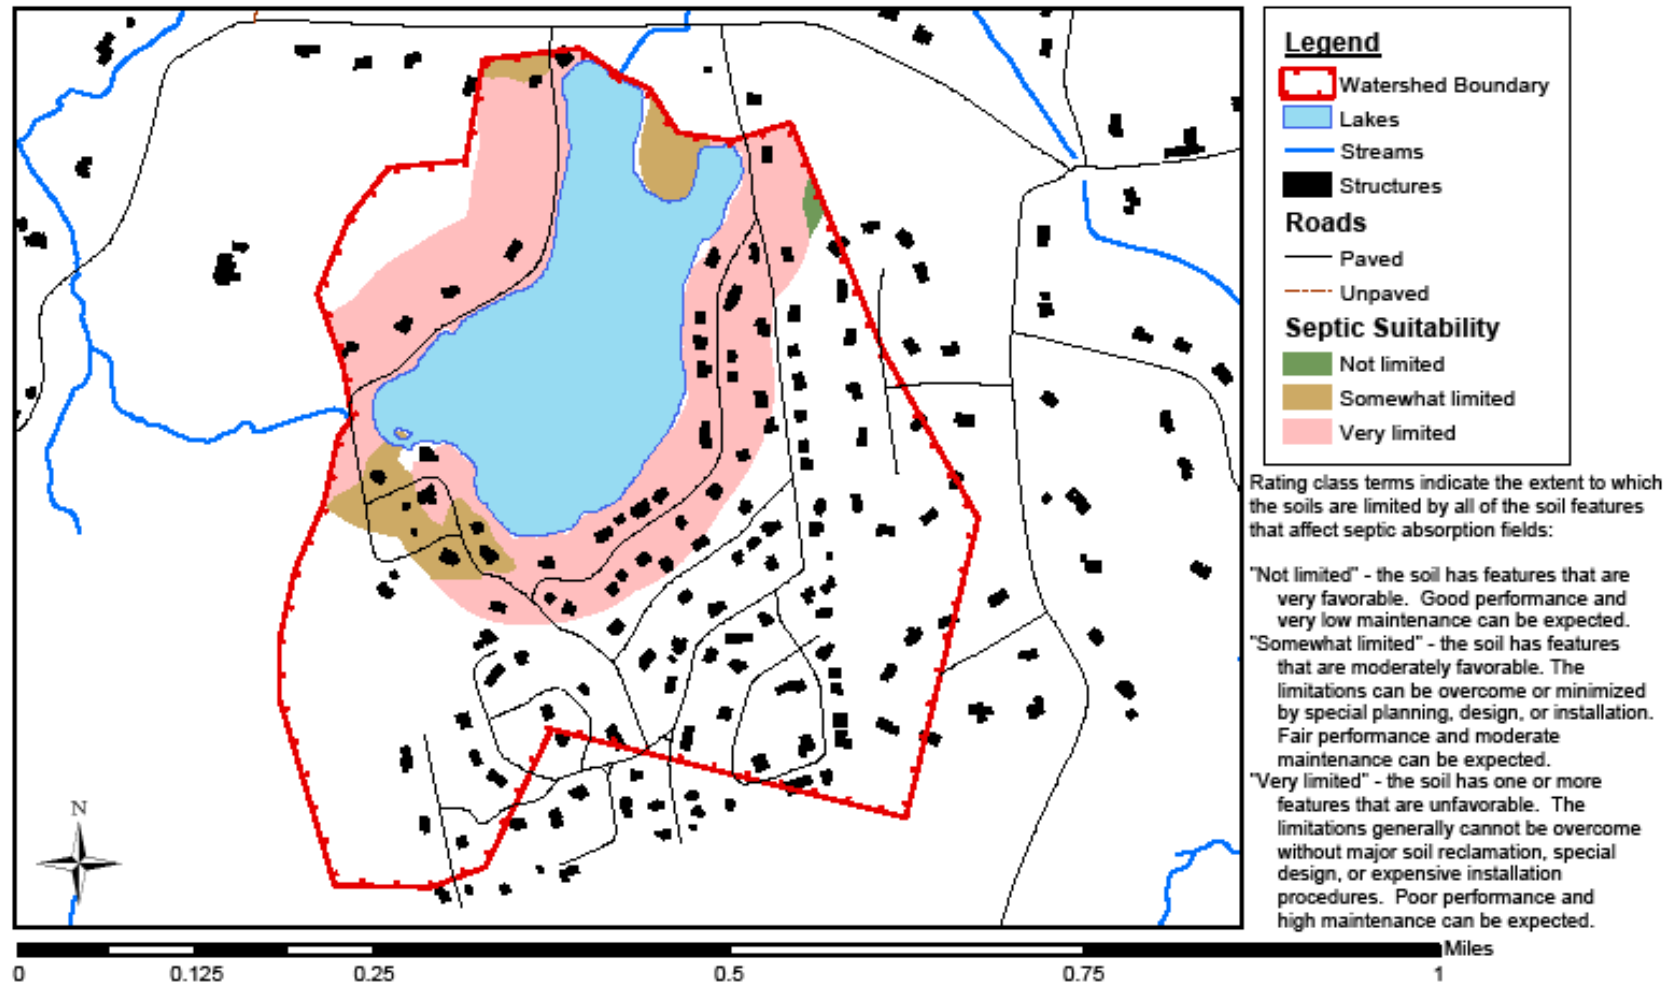 Legend
Watershed Boundary
Lakes
Streams
Structures
Roads
Paved
Unpaved
Septic Suitability
Not limited
Somewhat limited
Very limited
Rating class terms indicate the extent to which
the soils are limited by all of the soil features
that affect septic absorption fields:
"Not limited" - the soil has features that are
very favorable. Good performance and
very low maintenance can be expected.
"Somewhat limited" - the soil has features
that are moderately favorable. The
limitations can be overcome or minimized
by special planning, design, or installation.
Fair performance and moderate
maintenance can be expected.
"Very limited" - the soil has one or more
features that are unfavorable. The
limitations generally cannot be overcome
without major soil reclamation, special
design, or expensive installation
procedures. Poor performance and
high maintenance can be expected.
N
Miles
0 0.125 0.25 0.5 0.75 1